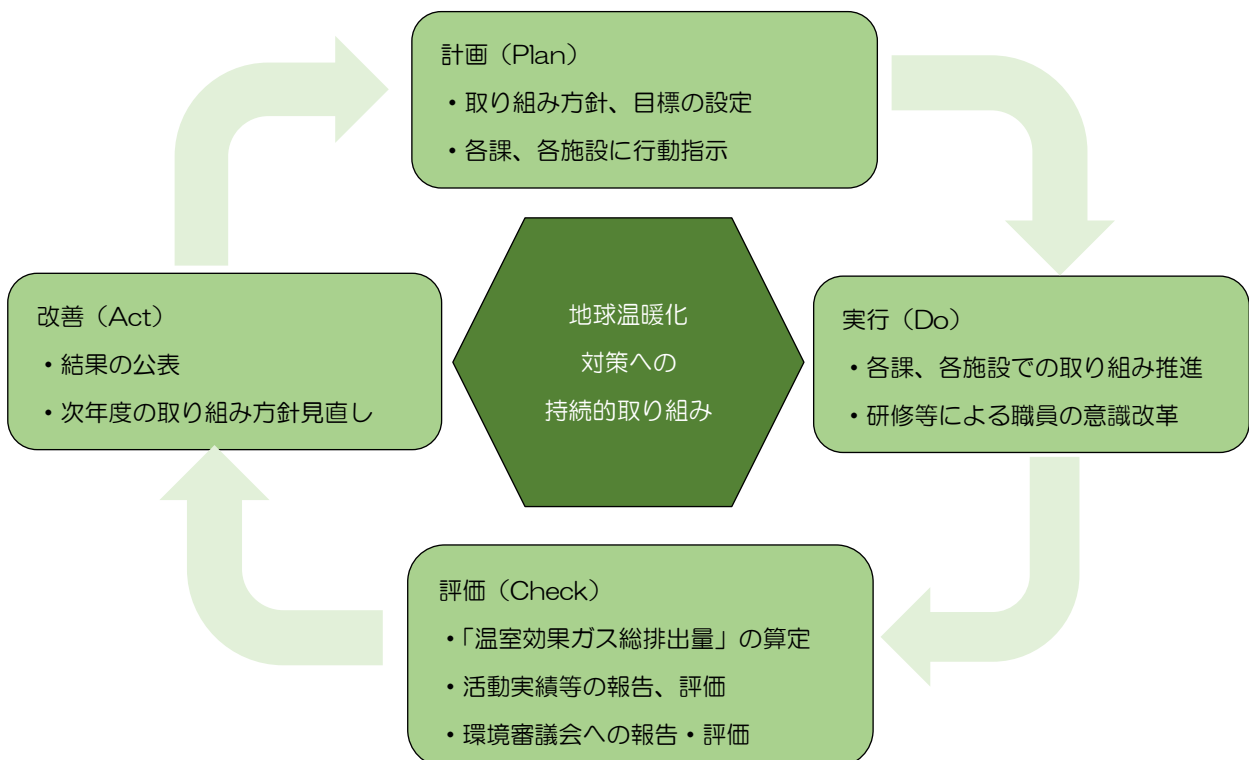 計画（Plan）
・取り組み方針、目標の設定
・各課、各施設に行動指示
改善（Act）
・結果の公表
・次年度の取り組み方針見直し
地球温暖化
対策への
持続的取り組み
実行（Do）
・各課、各施設での取り組み推進
・研修等による職員の意識改革
評価（Check）
・「温室効果ガス総排出量」の算定
・活動実績等の報告、評価
・環境審議会への報告・評価